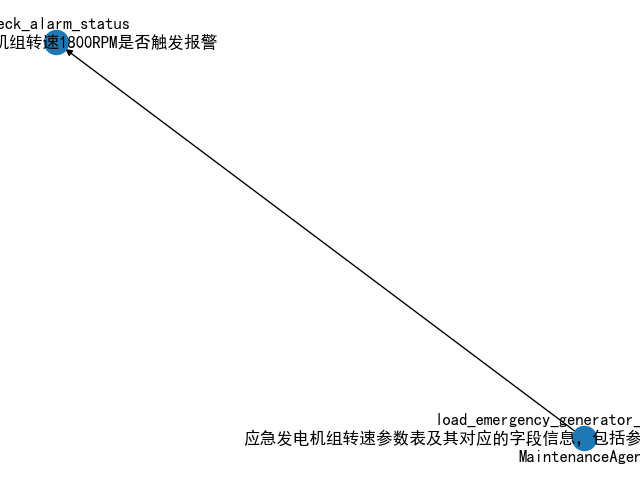 eck_alarm_status
机组转速1800RPM是否触发报警
load_emergency_generator_
应急发电机组转速参数表及其对应的字段信息，包括参
MaintenanceAgen